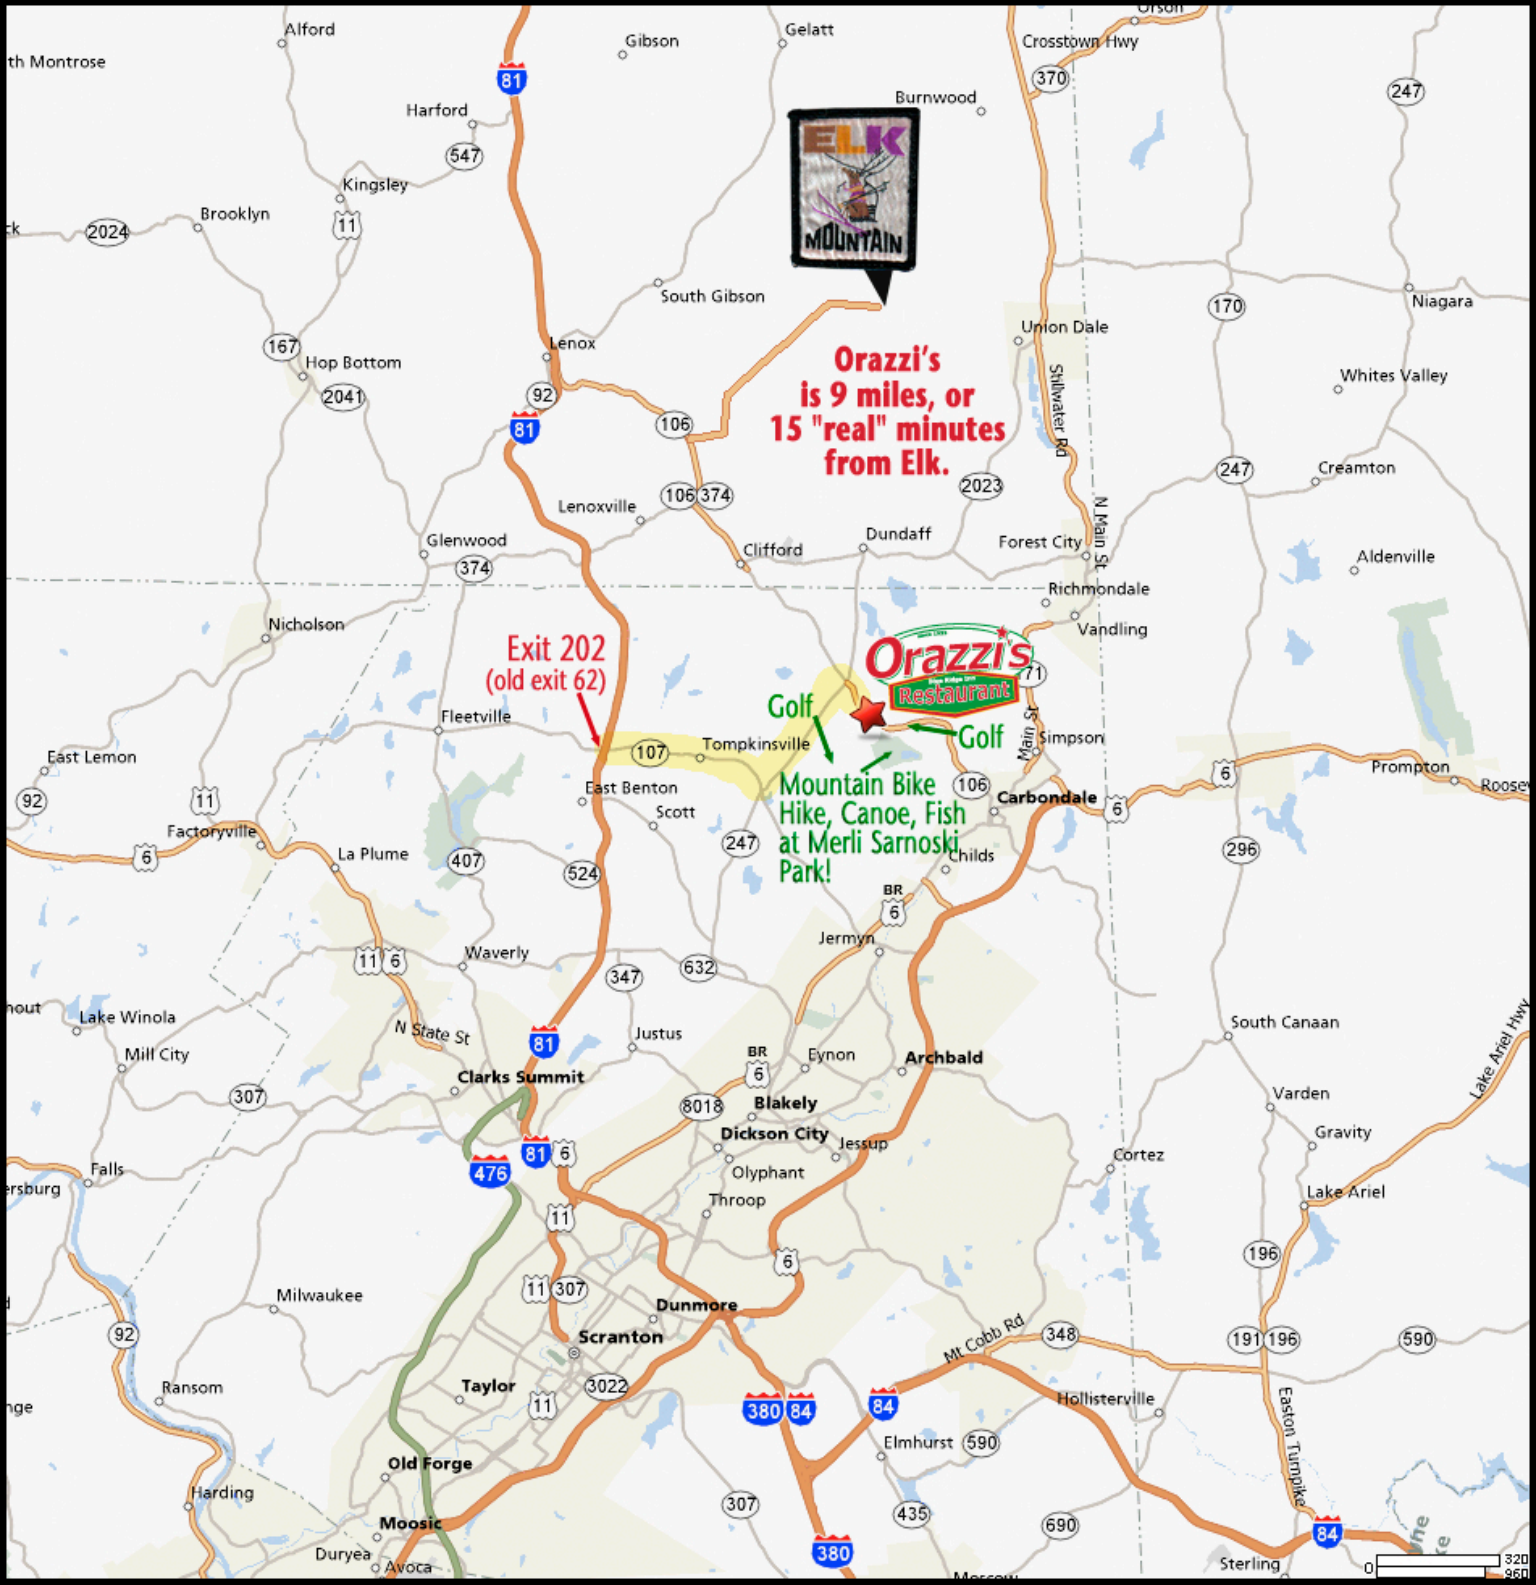 Orson
Alford
Gibson
Gelatt
Crosstown Hwy
th Montrose
81
370
247
Harford
Burnwood
547
ELK
MOUNTAIN
Kingsley
Brooklyn
11
ck
2024
South Gibson
Niagara
170
Union Dale
167
Lenox
Hop Bottom
Orazzi's
is 9 miles, or
15 "real" minutes
from Elk.
Stillwater Rd
Whites Valley
2041
92
81
106
247
Creamton
106
374
2023
Lenoxville
N Main St
Glenwood
Clifford
Dundaff
Forest City
Aldenville
374
Richmondale
Nicholson
Vandling
Exit 202
(old exit 62)
Orazzi's
Restaurant
71
Golf
Fleetville
Golf
Main St
Simpson
107
Tompkinsville
East Lemon
6
Prompton
Roosev
92
11
East Benton
Mountain Bike
Hike, Canoe, Fish
at Merli Sarnoski
Park!
106
Carbondale
6
Scott
Factoryville
6
La Plume
407
524
247
Childs
296
BR
6
Jermyn
11
6
Waverly
347
632
hout
Lake Winola
N State St
Justus
South Canaan
Lake Ariel Hwy
81
Mill City
BR
6
Eynon
Archbald
Clarks Summit
307
8018
Blakely
Varden
Dickson City
Jessup
Gravity
81
6
476
Olyphant
Cortez
Falls
ersburg
Throop
Lake Ariel
11
6
196
11
307
Milwaukee
Dunmore
92
Scranton
Mt Cobb Rd
348
191
196
590
Ransom
Taylor
3022
11
nge
380
84
84
Hollisterville
Easton Turnpike
Elmhurst
590
Old Forge
Harding
307
435
690
Moosic
84
Duryea
Avoca
380
Sterling
Moscow
0
320
960